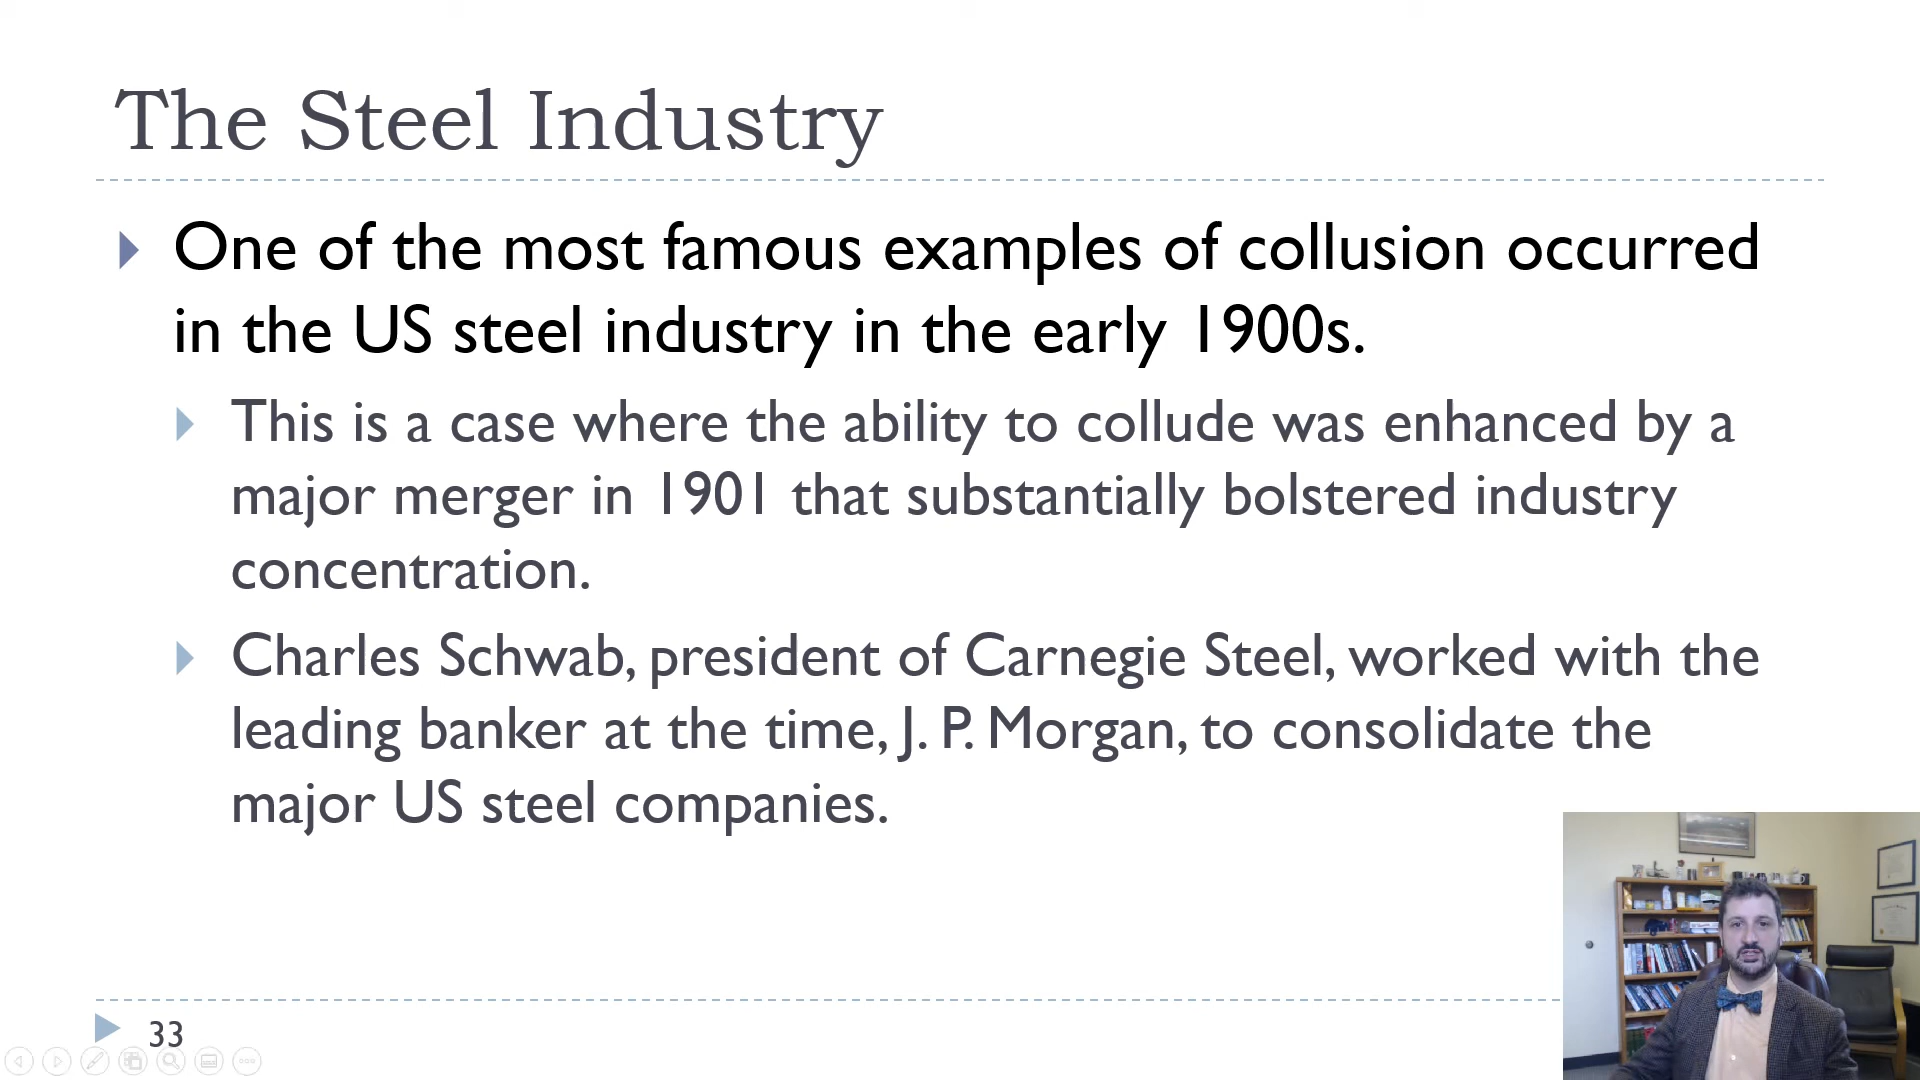 The Steel Industry
One of the most famous examples of collusion occurred
in the US steel industry in the early 1900s.
This is a case where the ability to collude was enhanced by a
major merger in 1901 that substantially bolstered industry
concentration.
Charles Schwab, president of Carnegie Steel, worked with the
leading banker at the time, J. P. Morgan, to consolidate the
major US steel companies.
33